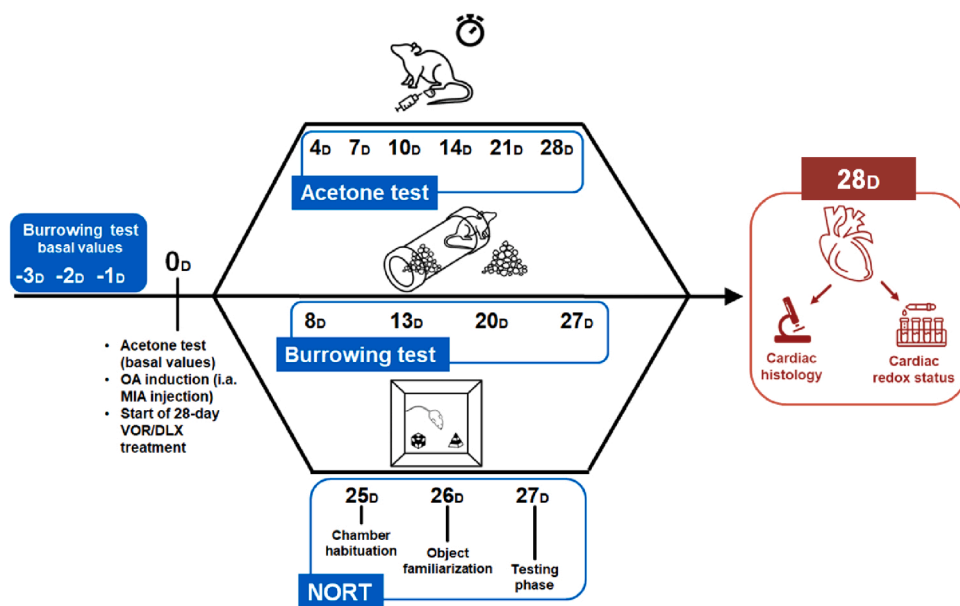 4D 7D 10D 14D 21D 28D
Acetone test
Burrowing test
basal values
-3D -2D -1D
0D
• Acetone test
(basal values)
• OA induction (i.a.
MIA injection)
• Start of 28-day
VOR/DLX
treatment
8D 13D 20D 27D
Burrowing test
25D 26D 27D
Chamber
habituation
Object
familiarization
Testing
phase
NORT
28D
Cardiac
histology
Cardiac
redox status